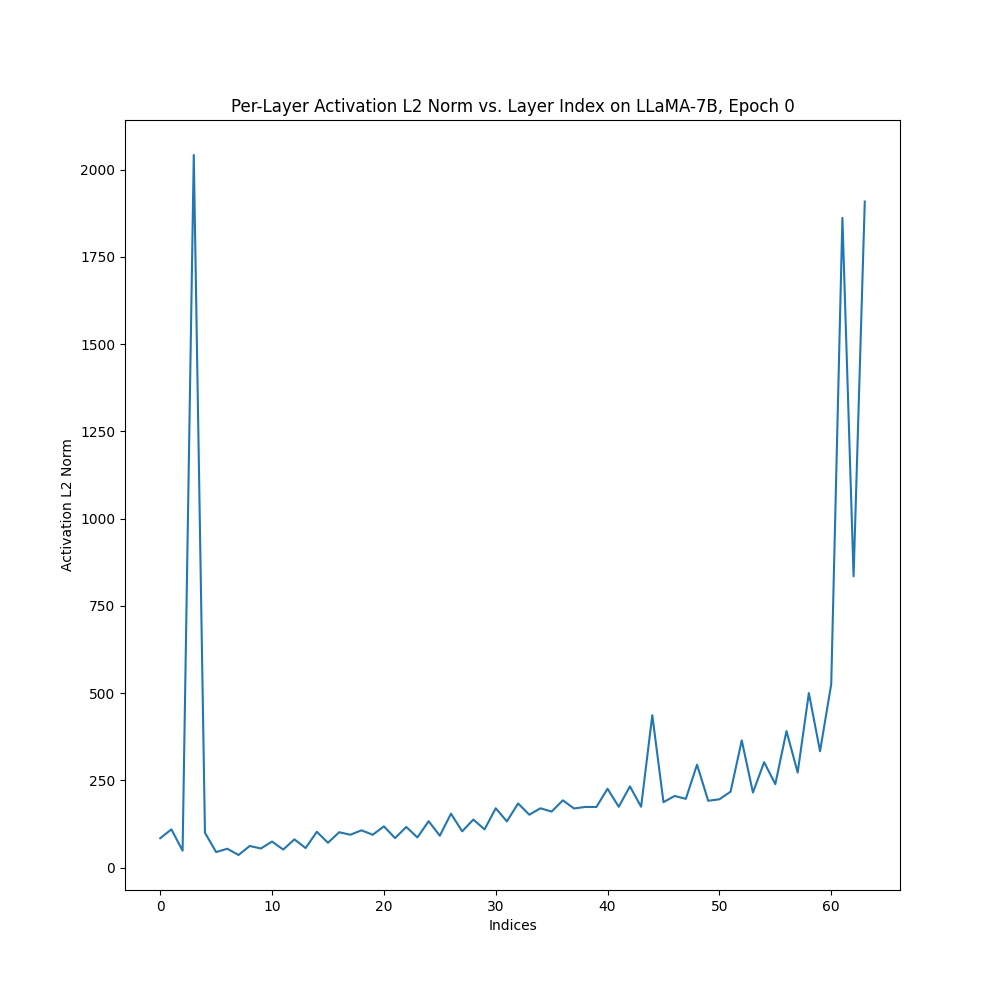 Per-Layer Activation L2 Norm vs. Layer Index on LLaMA-7B, Epoch 0
2000
1750
1500
1250
1000
750
500
250
0
Activation L2 Norm
0 10 20 30 40 50 60
Indices